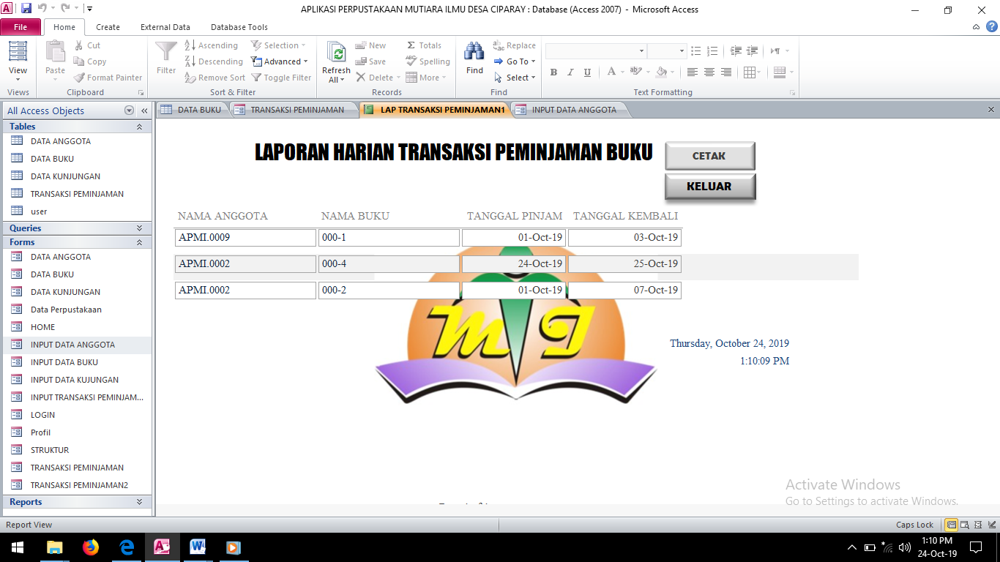 APLIKASI PERPUSTAKAAN MUTIARA ILMU DESA CIPARAY : Database (Access 2007) - Microsoft Access
File Home Create External Data Database Tools
View
Views
Paste
Cut
Copy
Format Painter
Clipboard
Filter
Ascending
Descending
Remove Sort
Selection
Advanced
Toggle Filter
Sort & Filter
Refresh
All
New
Save
Delete
Totals
Spelling
More
Records
Find
Replace
Go To
Select
Find
B I U A ab
Text Formatting
All Access Objects
Tables
DATA ANGGOTA
DATA BUKU
DATA KUNJUNGAN
TRANSAKSI PEMINJAMAN
user
Queries
Forms
DATA ANGGOTA
DATA BUKU
DATA KUNJUNGAN
Data Perpustakaan
HOME
INPUT DATA ANGGOTA
INPUT DATA BUKU
INPUT DATA KUJUNGAN
INPUT TRANSAKSI PEMINJAM...
LOGIN
Profil
STRUKTUR
TRANSAKSI PEMINJAMAN
TRANSAKSI PEMINJAMAN2
Reports
DATA BUKU TRANSAKSI PEMINJAMAN LAP TRANSAKSI PEMINJAMAN1 INPUT DATA ANGGOTA
LAPORAN HARIAN TRANSAKSI PEMINJAMAN BUKU
CETAK
KELUAR
NAMA ANGGOTA NAMA BUKU TANGGAL PINJAM TANGGAL KEMBALI
APMI.0009 000-1 01-Oct-19 03-Oct-19
APMI.0002 000-4 24-Oct-19 25-Oct-19
APMI.0002 000-2 01-Oct-19 07-Oct-19
M I
Thursday, October 24, 2019
1:10:09 PM
Activate Windows
Go to Settings to activate Windows.
Report View
Caps Lock
1:10 PM
24-Oct-19